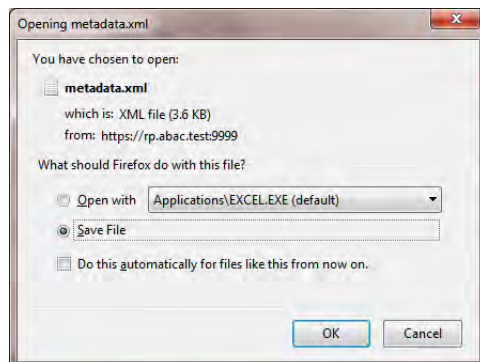 Opening metadata.xml
You have chosen to open:
metadata.xml
which is: XML file (3.6 KB)
from: https://rp.abac.test:9999
What should Firefox do with this file?
Open with Applications\EXCEL.EXE (default)
Save File
Do this automatically for files like this from now on.
OK Cancel